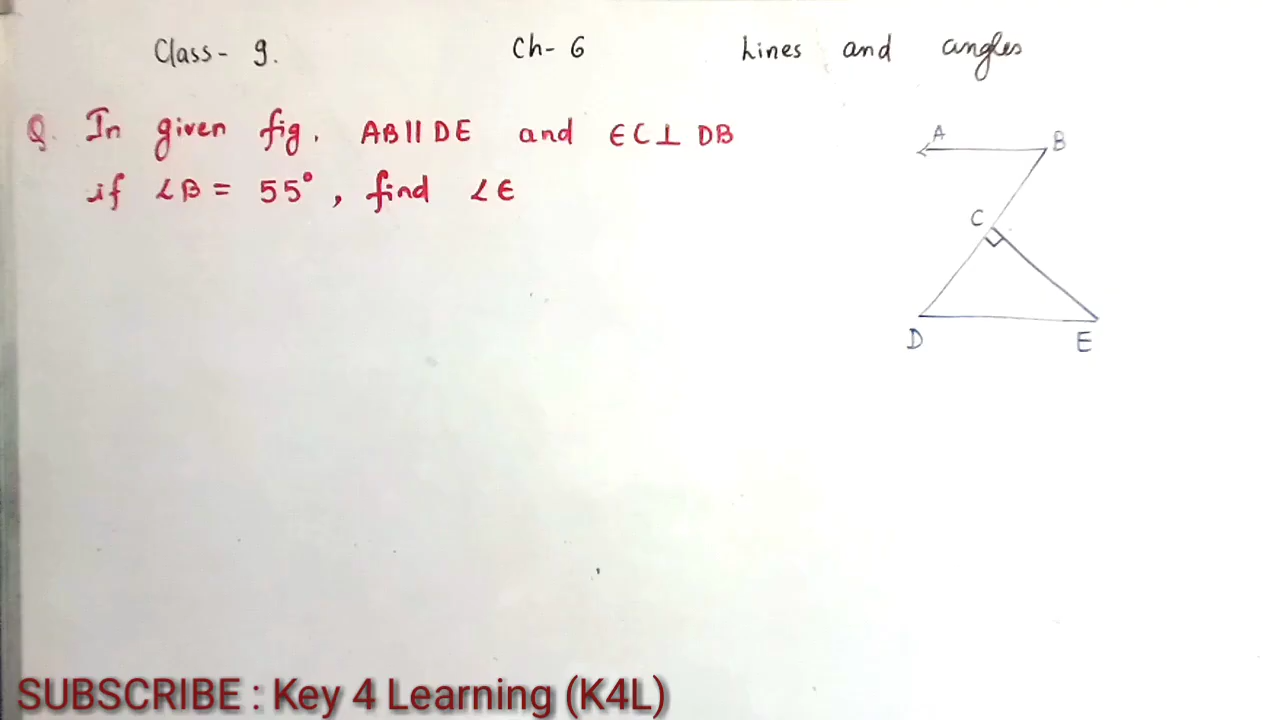 Class- 9. Ch- 6 Lines and angles
Q. In given fig. AB || DE and EC ⊥ DB
if ∠B = 55°, find ∠E
A B
C
D E
SUBSCRIBE : Key 4 Learning (K4L)